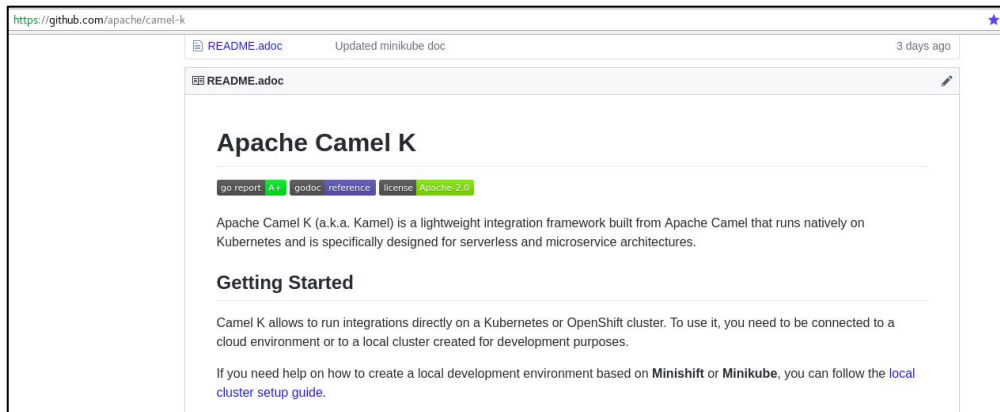 https://github.com/apache/camel-k
README.adoc Updated minikube doc 3 days ago
README.adoc
Apache Camel K
go report A+ godoc reference license Apache-2.0
Apache Camel K (a.k.a. Kamel) is a lightweight integration framework built from Apache Camel that runs natively on
Kubernetes and is specifically designed for serverless and microservice architectures.
Getting Started
Camel K allows to run integrations directly on a Kubernetes or OpenShift cluster. To use it, you need to be connected to a
cloud environment or to a local cluster created for development purposes.
If you need help on how to create a local development environment based on Minishift or Minikube, you can follow the local
cluster setup guide.